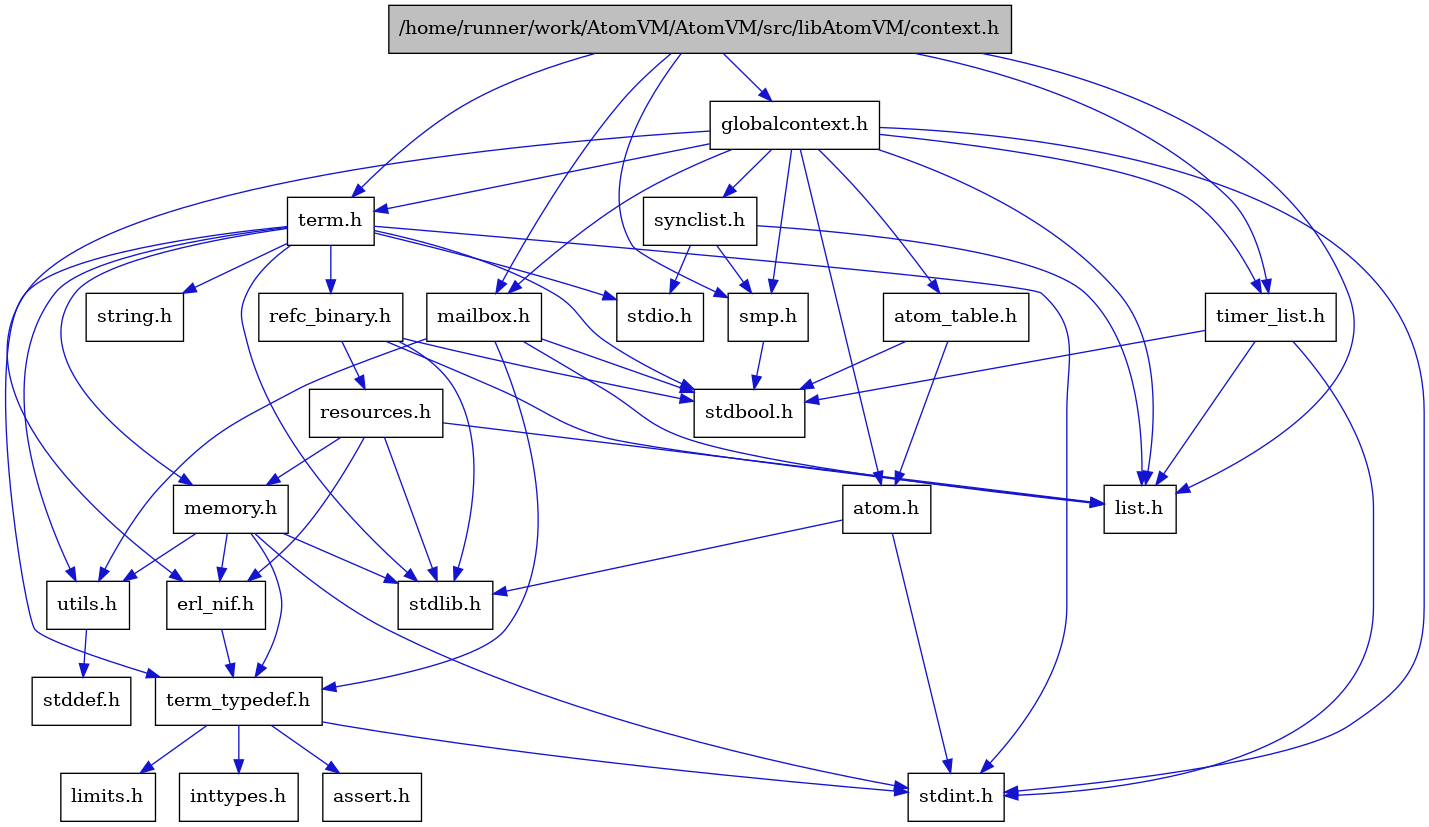 /home/runner/work/AtomVM/AtomVM/src/libAtomVM/context.h
globalcontext.h
term.h
synclist.h
string.h
refc_binary.h
mailbox.h
stdio.h
smp.h
atom_table.h
timer_list.h
resources.h
stdbool.h
memory.h
atom.h
list.h
utils.h
erl_nif.h
stdlib.h
stddef.h
term_typedef.h
limits.h
inttypes.h
assert.h
stdint.h